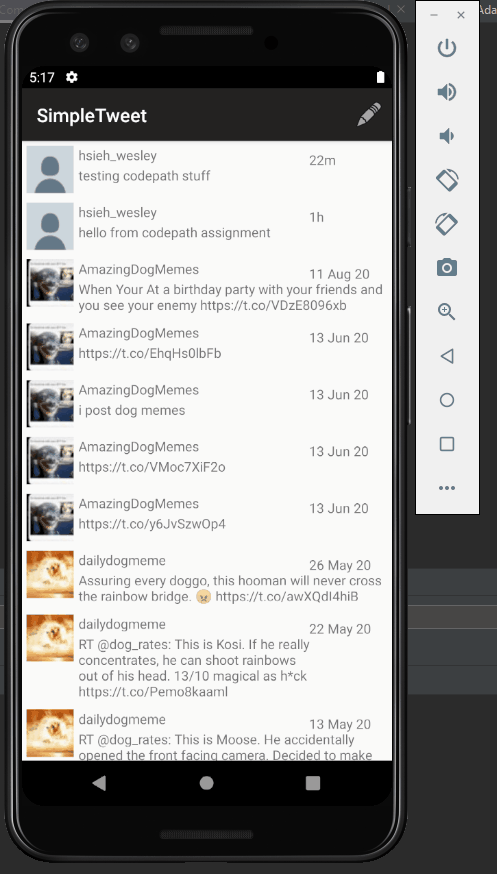 Com
Ada
5:17
SimpleTweet
hsieh_wesley
22m
testing codepath stuff
hsieh_wesley
1h
hello from codepath assignment
AmazingDogMemes
11 Aug 20
When Your At a birthday party with your friends and
you see your enemy https://t.co/VDzE8096xb
AmazingDogMemes
13 Jun 20
https://t.co/EhqHs0lbFb
AmazingDogMemes
13 Jun 20
i post dog memes
AmazingDogMemes
13 Jun 20
https://t.co/VMoc7XiF2o
AmazingDogMemes
13 Jun 20
https://t.co/y6JvSzwOp4
dailydogmeme
26 May 20
Assuring every doggo, this hooman will never cross
the rainbow bridge. 😠 https://t.co/awXQdI4hiB
dailydogmeme
22 May 20
RT @dog_rates: This is Kosi. If he really
concentrates, he can shoot rainbows
out of his head. 13/10 magical as h*ck
https://t.co/Pemo8kaaml
dailydogmeme
13 May 20
RT @dog_rates: This is Moose. He accidentally
opened the front facing camera. Decided to make